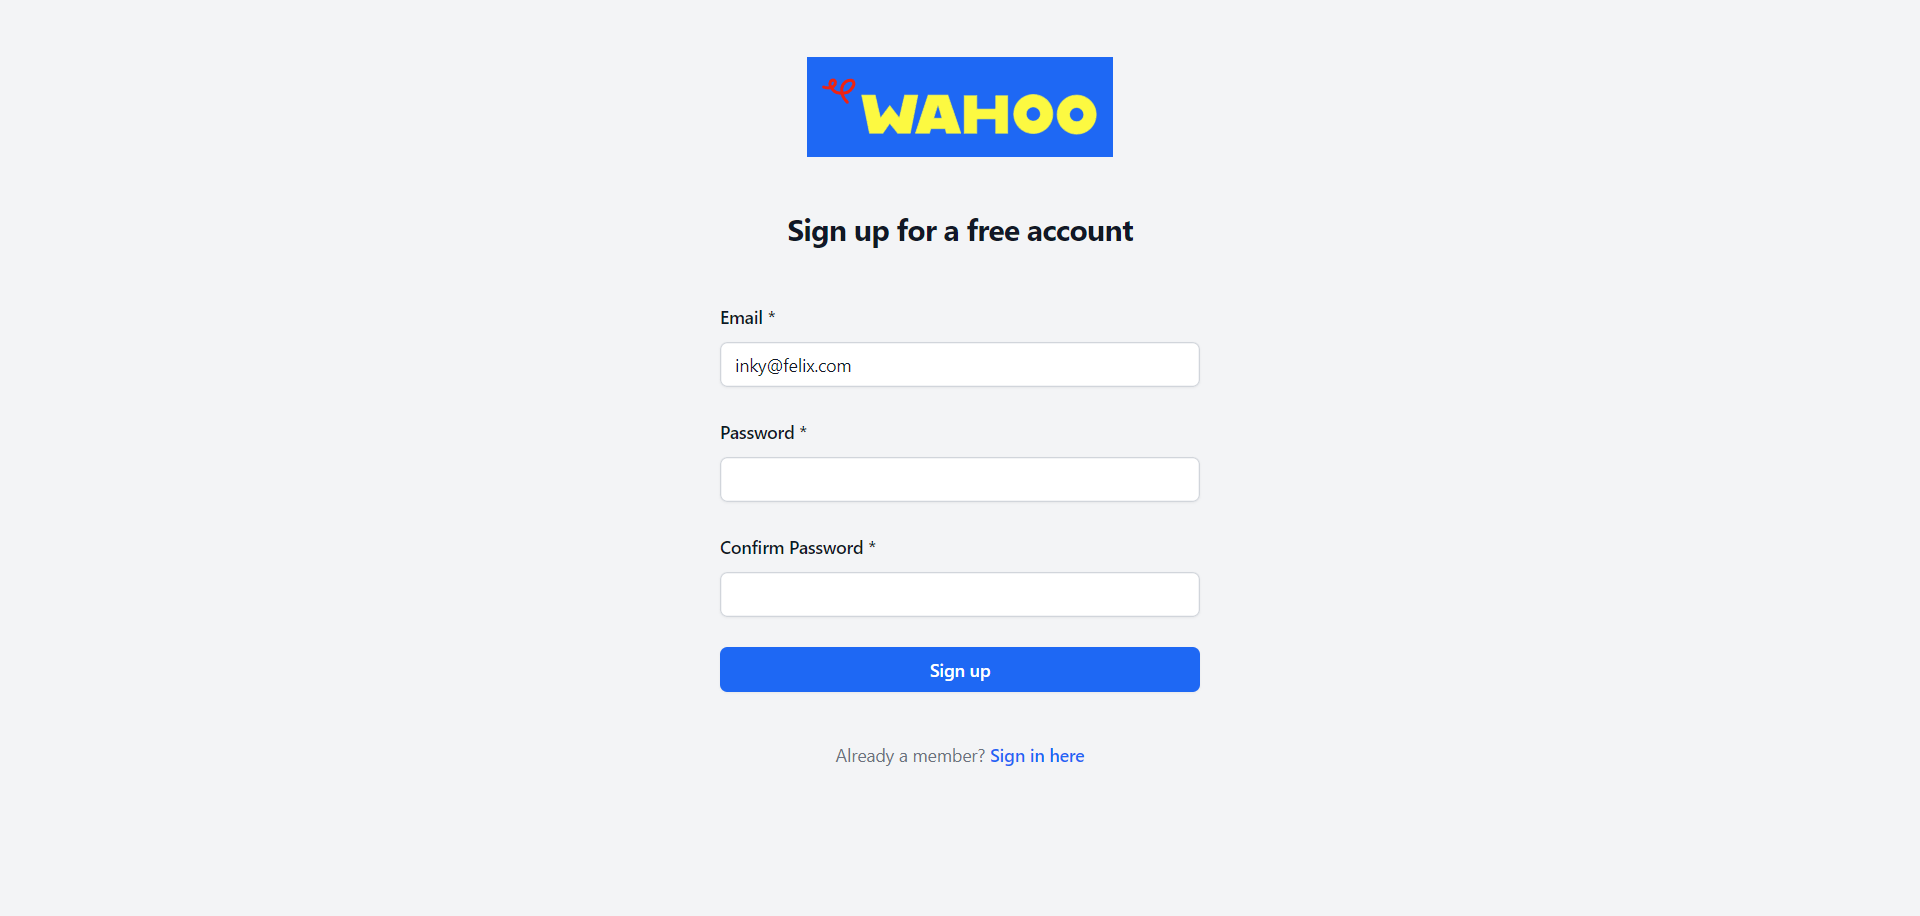 WAHOO
Sign up for a free account
Email *
inky@felix.com
Password *
Confirm Password *
Sign up
Already a member? Sign in here